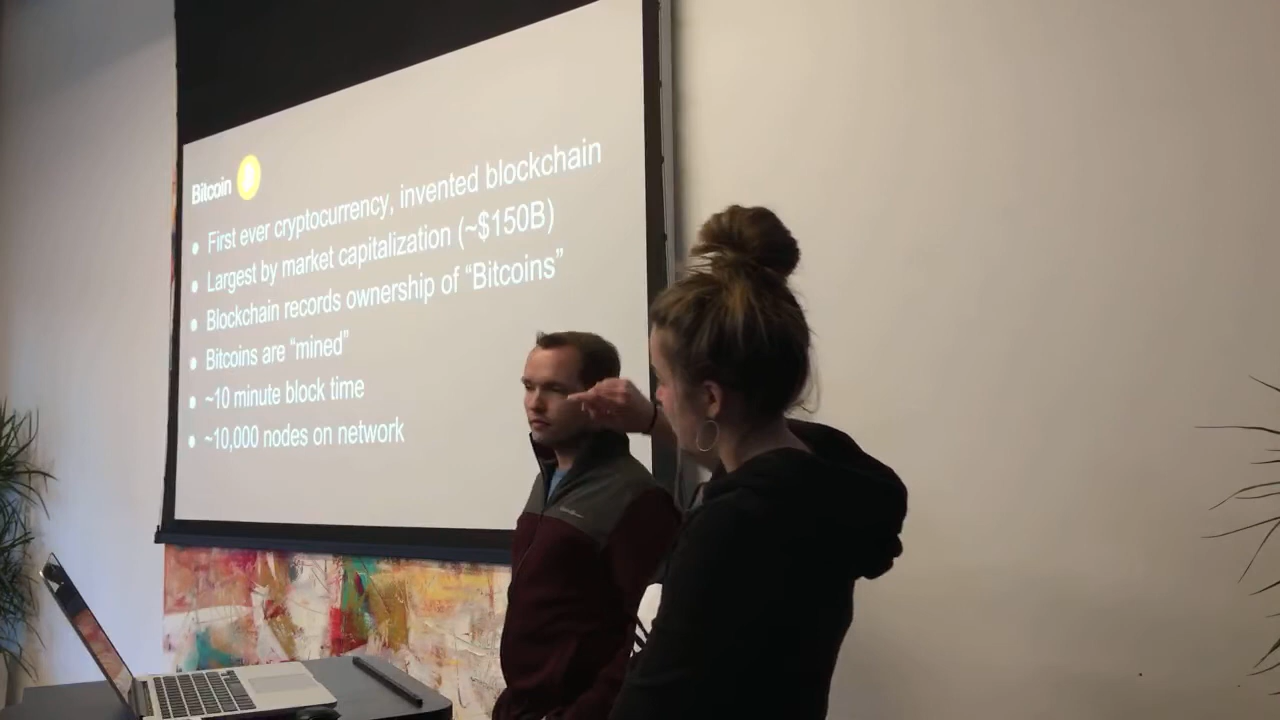 Bitcoin
• First ever cryptocurrency, invented blockchain
• Largest by market capitalization (~$150B)
• Blockchain records ownership of “Bitcoins”
• Bitcoins are “mined”
• ~10 minute block time
• ~10,000 nodes on network